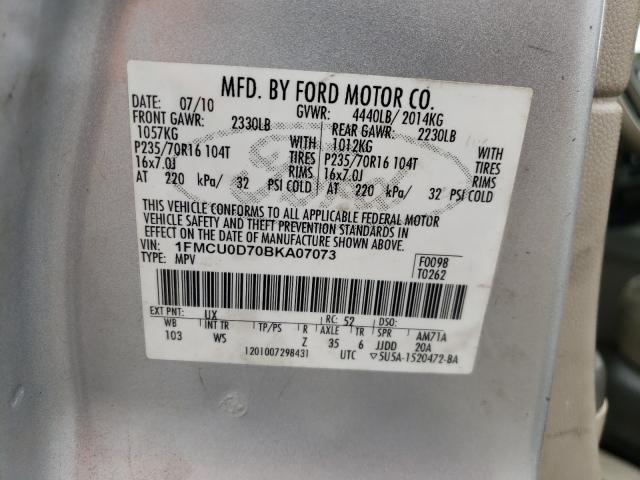 MFD. BY FORD MOTOR CO.
DATE: 07/10 GVWR: 4440LB/ 2014KG
FRONT GAWR: 2330LB REAR GAWR: 2230LB
1057KG WITH 1012KG WITH
P235/70R16 104T TIRES P235/70R16 104T TIRES
16x7.0J RIMS 16x7.0J RIMS
AT 220 kPa/ 32 PSI COLD AT 220 kPa/ 32 PSI COLD
THIS VEHICLE CONFORMS TO ALL APPLICABLE FEDERAL MOTOR
VEHICLE SAFETY AND THEFT PREVENTION STANDARDS IN
EFFECT ON THE DATE OF MANUFACTURE SHOWN ABOVE.
VIN: 1FMCU0D70BKA07073 F0098
TYPE: MPV T0262
EXT PNT: UX RC: 52 DSO:
WB INT TR TP/PS R AXLE TR SPR AM71A
103 WS Z 35 6 JJDD 20A
1201007298431 UTC ▽5U5A-1520472-BA
Ford